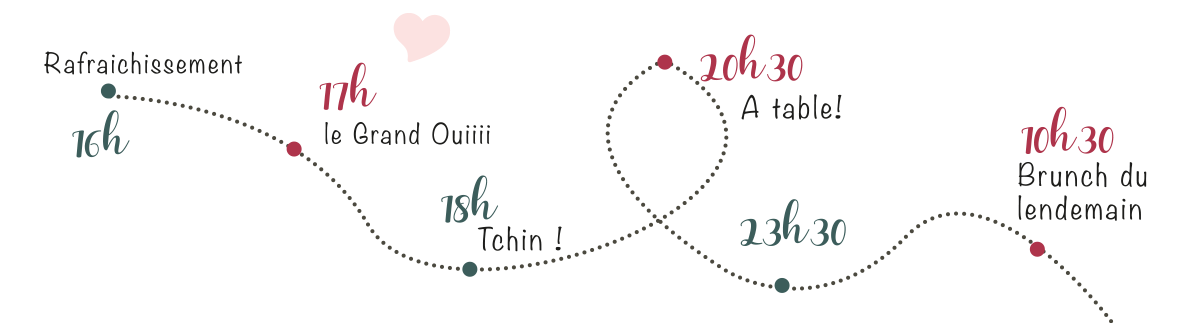 Rafraichissement
16h
17h
le Grand Ouiiii
18h
Tchin !
20h30
A table!
23h30
10h30
Brunch du
lendemain